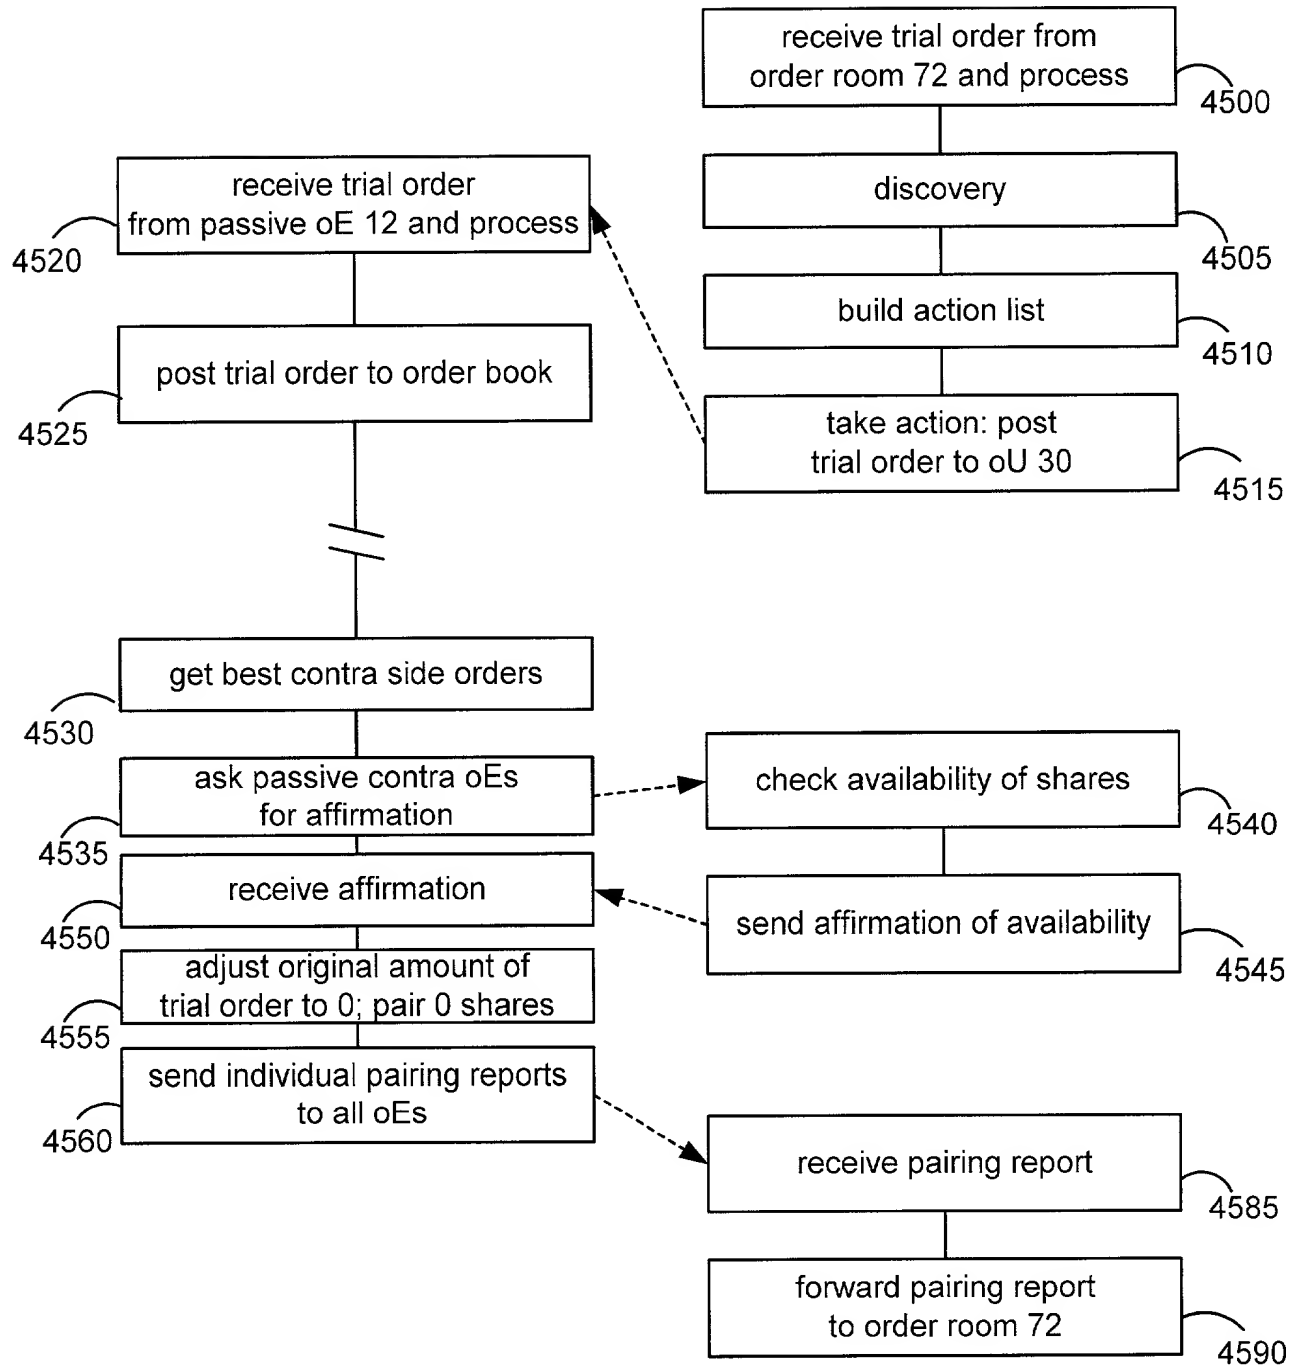 receive trial order from
order room 72 and process
4500
discovery
4505
build action list
4510
take action: post
trial order to oU 30
4515
receive trial order
from passive oE 12 and process
4520
post trial order to order book
4525
get best contra side orders
4530
ask passive contra oEs
for affirmation
4535
check availability of shares
4540
send affirmation of availability
4545
receive affirmation
4550
adjust original amount of
trial order to 0; pair 0 shares
4555
send individual pairing reports
to all oEs
4560
receive pairing report
4585
forward pairing report
to order room 72
4590